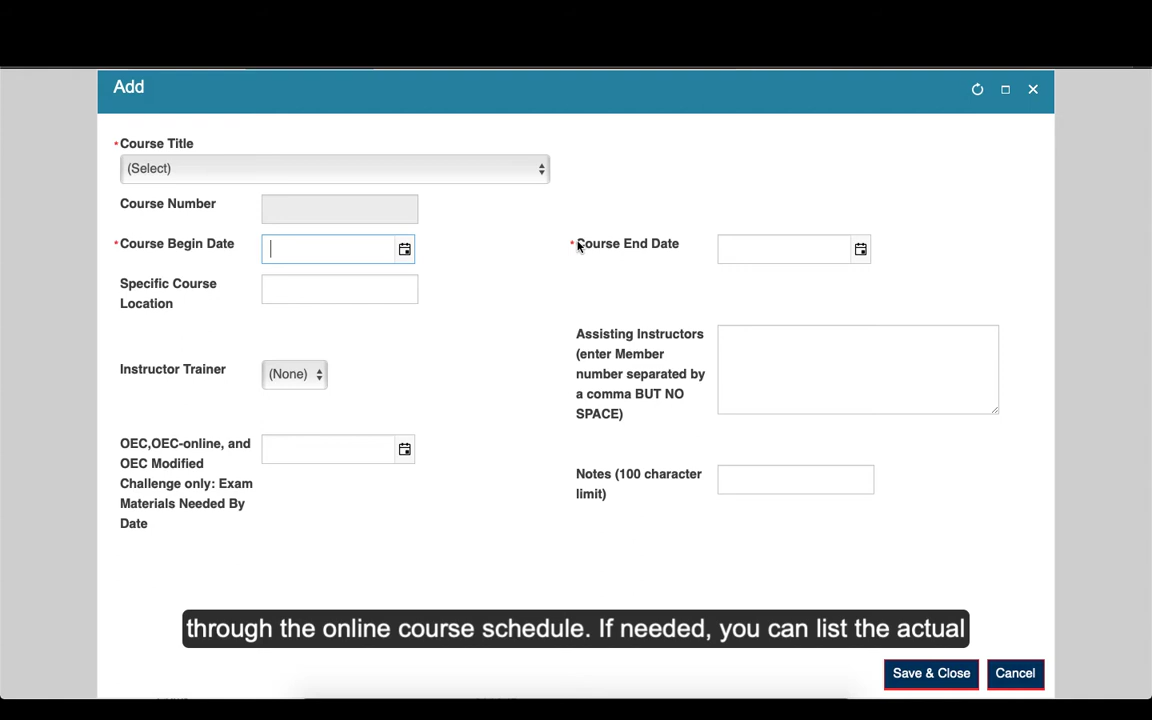 Add
* Course Title
(Select)
Course Number
* Course Begin Date
* Course End Date
Specific Course
Location
Instructor Trainer
(None)
Assisting Instructors
(enter Member
number separated by
a comma BUT NO
SPACE)
OEC,OEC-online, and
OEC Modified
Challenge only: Exam
Materials Needed By
Date
Notes (100 character
limit)
through the online course schedule. If needed, you can list the actual
Save & Close
Cancel